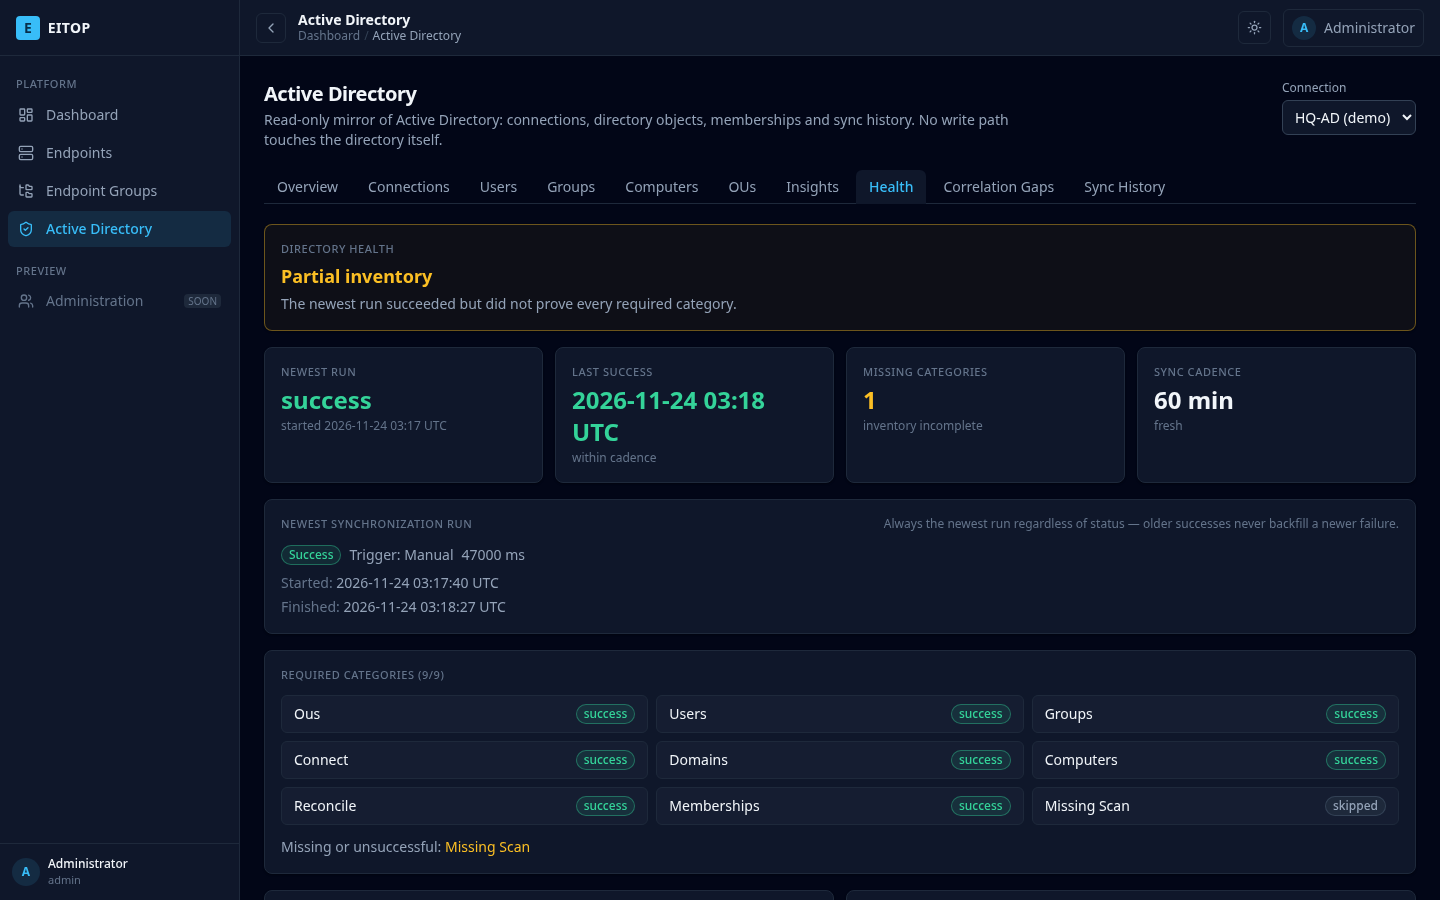 E EITOP
PLATFORM
Dashboard
Endpoints
Endpoint Groups
Active Directory
PREVIEW
Administration SOON
A Administrator
admin
Active Directory
Dashboard / Active Directory
A Administrator
Active Directory
Read-only mirror of Active Directory: connections, directory objects, memberships and sync history. No write path
touches the directory itself.
Connection
HQ-AD (demo)
Overview Connections Users Groups Computers OUs Insights Health Correlation Gaps Sync History
DIRECTORY HEALTH
Partial inventory
The newest run succeeded but did not prove every required category.
NEWEST RUN
success
started 2026-11-24 03:17 UTC
LAST SUCCESS
2026-11-24 03:18
UTC
within cadence
MISSING CATEGORIES
1
inventory incomplete
SYNC CADENCE
60 min
fresh
NEWEST SYNCHRONIZATION RUN
Always the newest run regardless of status — older successes never backfill a newer failure.
Success Trigger: Manual 47000 ms
Started: 2026-11-24 03:17:40 UTC
Finished: 2026-11-24 03:18:27 UTC
REQUIRED CATEGORIES (9/9)
Ous success
Users success
Groups success
Connect success
Domains success
Computers success
Reconcile success
Memberships success
Missing Scan skipped
Missing or unsuccessful: Missing Scan